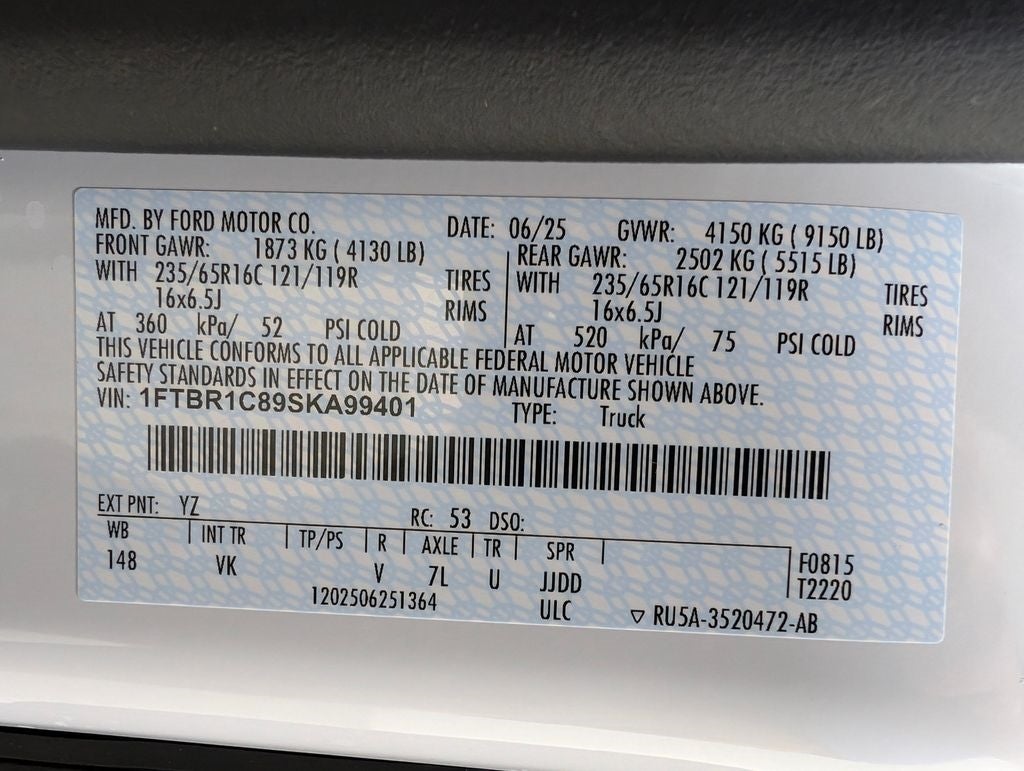 MFD. BY FORD MOTOR CO. DATE: 06/25 GVWR: 4150 KG ( 9150 LB)
FRONT GAWR: 1873 KG ( 4130 LB) REAR GAWR: 2502 KG ( 5515 LB)
WITH 235/65R16C 121/119R TIRES WITH 235/65R16C 121/119R TIRES
16x6.5J RIMS 16x6.5J RIMS
AT 360 kPa/ 52 PSI COLD AT 520 kPa/ 75 PSI COLD
THIS VEHICLE CONFORMS TO ALL APPLICABLE FEDERAL MOTOR VEHICLE
SAFETY STANDARDS IN EFFECT ON THE DATE OF MANUFACTURE SHOWN ABOVE.
VIN: 1FTBR1C89SKA99401 TYPE: Truck
EXT PNT: YZ RC: 53 DSO:
WB INT TR TP/PS R AXLE TR SPR F0815
148 VK V 7L U JJDD T2220
1202506251364 ULC ▽ RU5A-3520472-AB